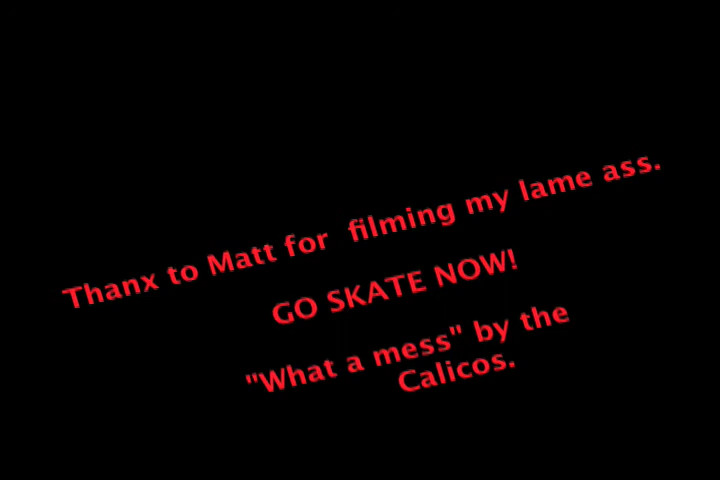 Thanx to Matt for filming my lame ass.
GO SKATE NOW!
"What a mess" by the
Calicos.